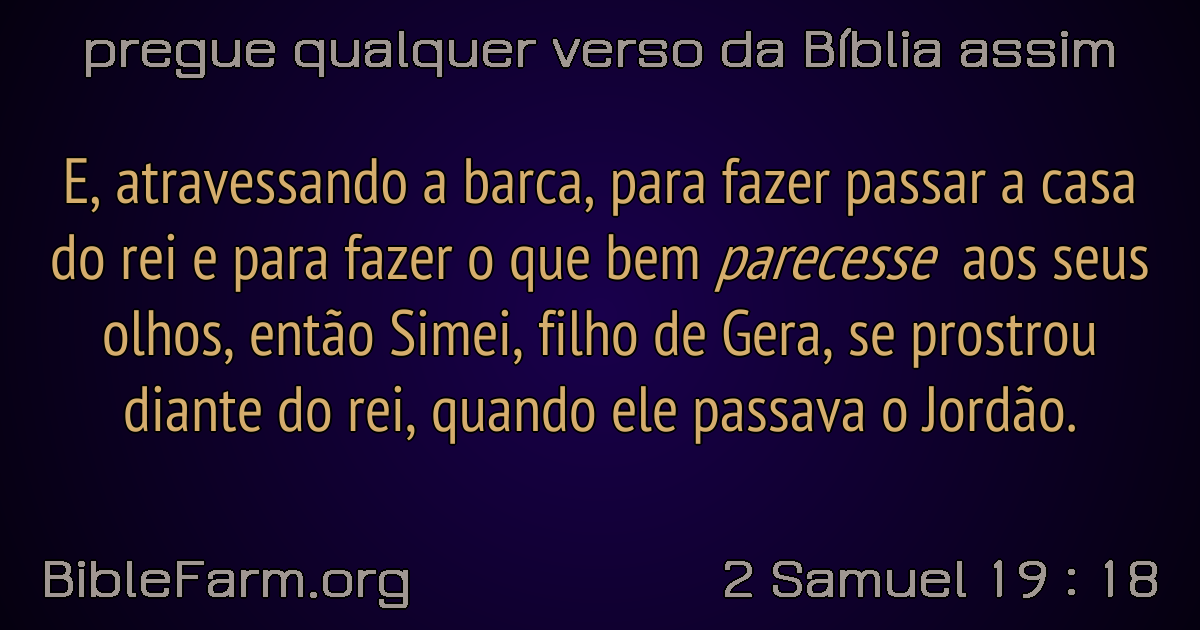 pregue qualquer verso da Bíblia assim
E, atravessando a barca, para fazer passar a casa
do rei e para fazer o que bem parecesse aos seus
olhos, então Simei, filho de Gera, se prostrou
diante do rei, quando ele passava o Jordão.
BibleFarm.org
2 Samuel 19 : 18